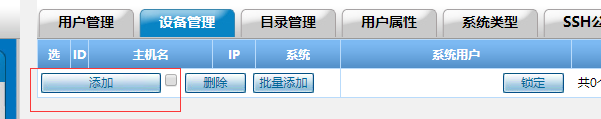 用户管理 设备管理 目录管理 用户属性 系统类型 SSH公
选 ID 主机名 IP 系统 系统用户
添加 删除 批量添加 锁定 共0